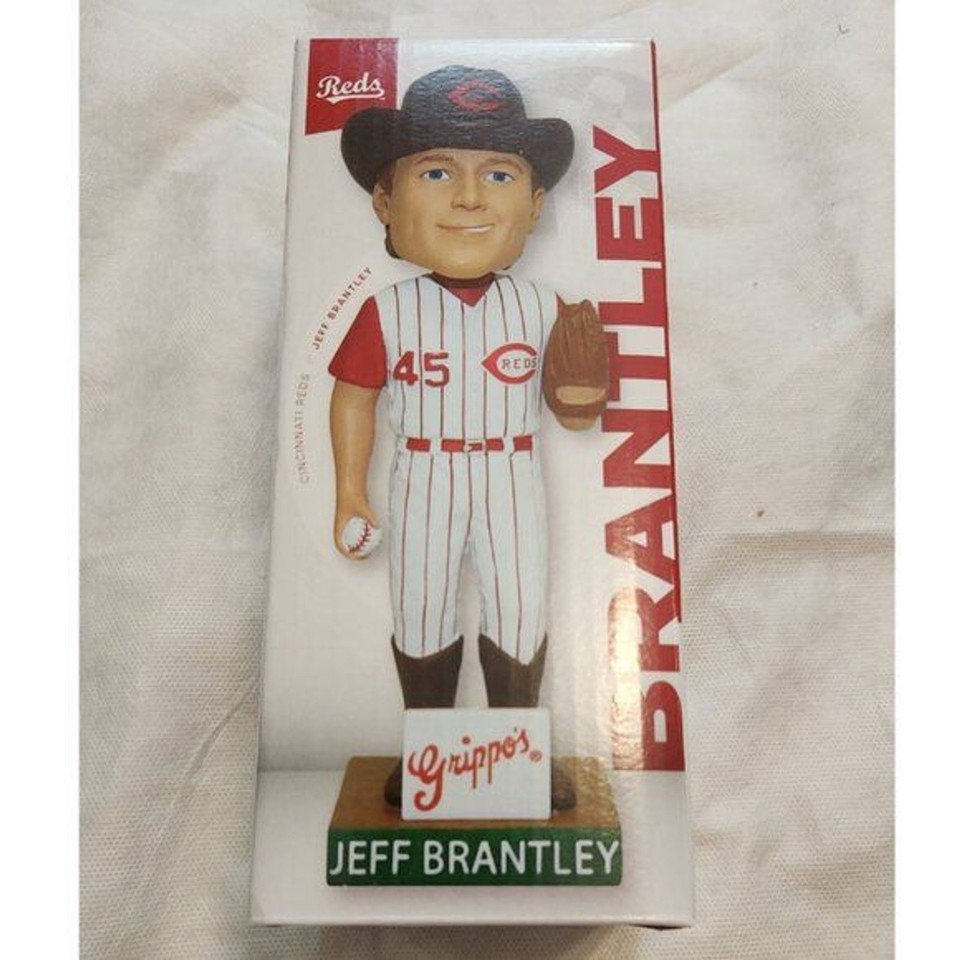 Reds
C
JEFF BRANTLEY
CINCINNATI REDS
45
REDS
BRANTLEY
Grippo's®
JEFF BRANTLEY